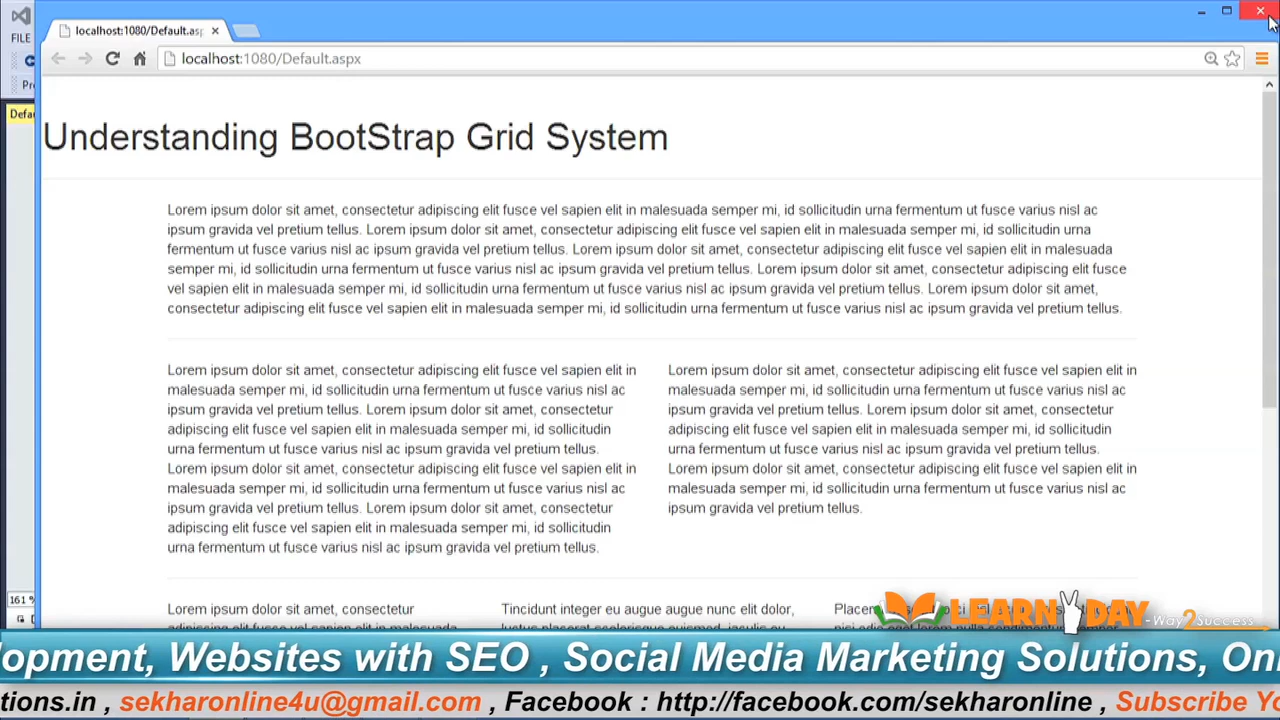 FILE
localhost:1080/Default.asp
localhost:1080/Default.aspx
Pr
Defau
Understanding BootStrap Grid System
Lorem ipsum dolor sit amet, consectetur adipiscing elit fusce vel sapien elit in malesuada semper mi, id sollicitudin urna fermentum ut fusce varius nisl ac
ipsum gravida vel pretium tellus. Lorem ipsum dolor sit amet, consectetur adipiscing elit fusce vel sapien elit in malesuada semper mi, id sollicitudin urna
fermentum ut fusce varius nisl ac ipsum gravida vel pretium tellus. Lorem ipsum dolor sit amet, consectetur adipiscing elit fusce vel sapien elit in malesuada
semper mi, id sollicitudin urna fermentum ut fusce varius nisl ac ipsum gravida vel pretium tellus. Lorem ipsum dolor sit amet, consectetur adipiscing elit fusce
vel sapien elit in malesuada semper mi, id sollicitudin urna fermentum ut fusce varius nisl ac ipsum gravida vel pretium tellus. Lorem ipsum dolor sit amet,
consectetur adipiscing elit fusce vel sapien elit in malesuada semper mi, id sollicitudin urna fermentum ut fusce varius nisl ac ipsum gravida vel pretium tellus.
Lorem ipsum dolor sit amet, consectetur adipiscing elit fusce vel sapien elit in
malesuada semper mi, id sollicitudin urna fermentum ut fusce varius nisl ac
ipsum gravida vel pretium tellus. Lorem ipsum dolor sit amet, consectetur
adipiscing elit fusce vel sapien elit in malesuada semper mi, id sollicitudin
urna fermentum ut fusce varius nisl ac ipsum gravida vel pretium tellus.
Lorem ipsum dolor sit amet, consectetur adipiscing elit fusce vel sapien elit in
malesuada semper mi, id sollicitudin urna fermentum ut fusce varius nisl ac
ipsum gravida vel pretium tellus. Lorem ipsum dolor sit amet, consectetur
adipiscing elit fusce vel sapien elit in malesuada semper mi, id sollicitudin
urna fermentum ut fusce varius nisl ac ipsum gravida vel pretium tellus.
Lorem ipsum dolor sit amet, consectetur adipiscing elit fusce vel sapien elit in
malesuada semper mi, id sollicitudin urna fermentum ut fusce varius nisl ac
ipsum gravida vel pretium tellus. Lorem ipsum dolor sit amet, consectetur
adipiscing elit fusce vel sapien elit in malesuada semper mi, id sollicitudin
urna fermentum ut fusce varius nisl ac ipsum gravida vel pretium tellus.
Lorem ipsum dolor sit amet, consectetur adipiscing elit fusce vel sapien elit in
malesuada semper mi, id sollicitudin urna fermentum ut fusce varius nisl ac
ipsum gravida vel pretium tellus.
161 %
Lorem ipsum dolor sit amet, consectetur
Tincidunt integer eu augue augue nunc elit dolor,
LEARN 2 DAY -Way2Success
lopment, Websites with SEO , Social Media Marketing Solutions, On
tions.in , sekharonline4u@gmail.com , Facebook : http://facebook.com/sekharonline , Subscribe Yo